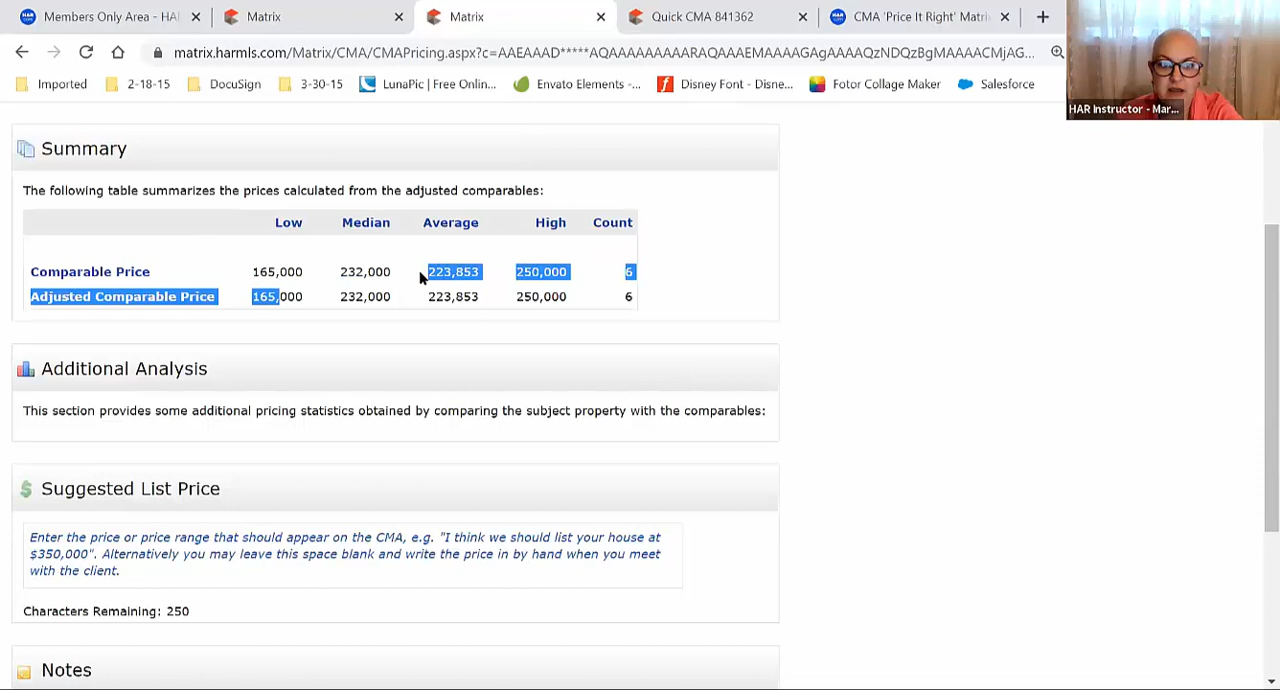 Members Only Area - HA
Matrix
Matrix
Quick CMA 841362
CMA 'Price It Right' Matri
matrix.harmls.com/Matrix/CMA/CMAPricing.aspx?c=AAEAAAD*****AQAAAAAAAAARAQAAAEMAAAAGAgAAAAQzNDQzBgMAAAACMjAG...
Imported
2-18-15
DocuSign
3-30-15
LunaPic | Free Onlin...
Envato Elements -...
Disney Font - Disne...
Fotor Collage Maker
Salesforce
HAR Instructor - Mar...
Summary
The following table summarizes the prices calculated from the adjusted comparables:
Low Median Average High Count
Comparable Price 165,000 232,000 223,853 250,000 6
Adjusted Comparable Price 165,000 232,000 223,853 250,000 6
Additional Analysis
This section provides some additional pricing statistics obtained by comparing the subject property with the comparables:
Suggested List Price
Enter the price or price range that should appear on the CMA, e.g. "I think we should list your house at
$350,000". Alternatively you may leave this space blank and write the price in by hand when you meet
with the client.
Characters Remaining: 250
Notes